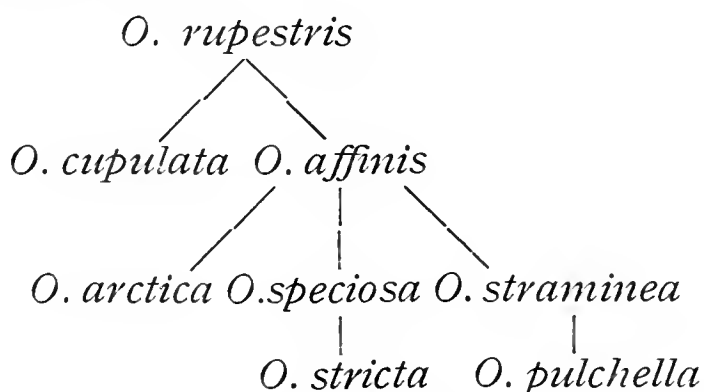 O. rupestris
O. cupulata O. affinis
O. arctica O.speciosa O. straminea
O. stricta O. pulchella